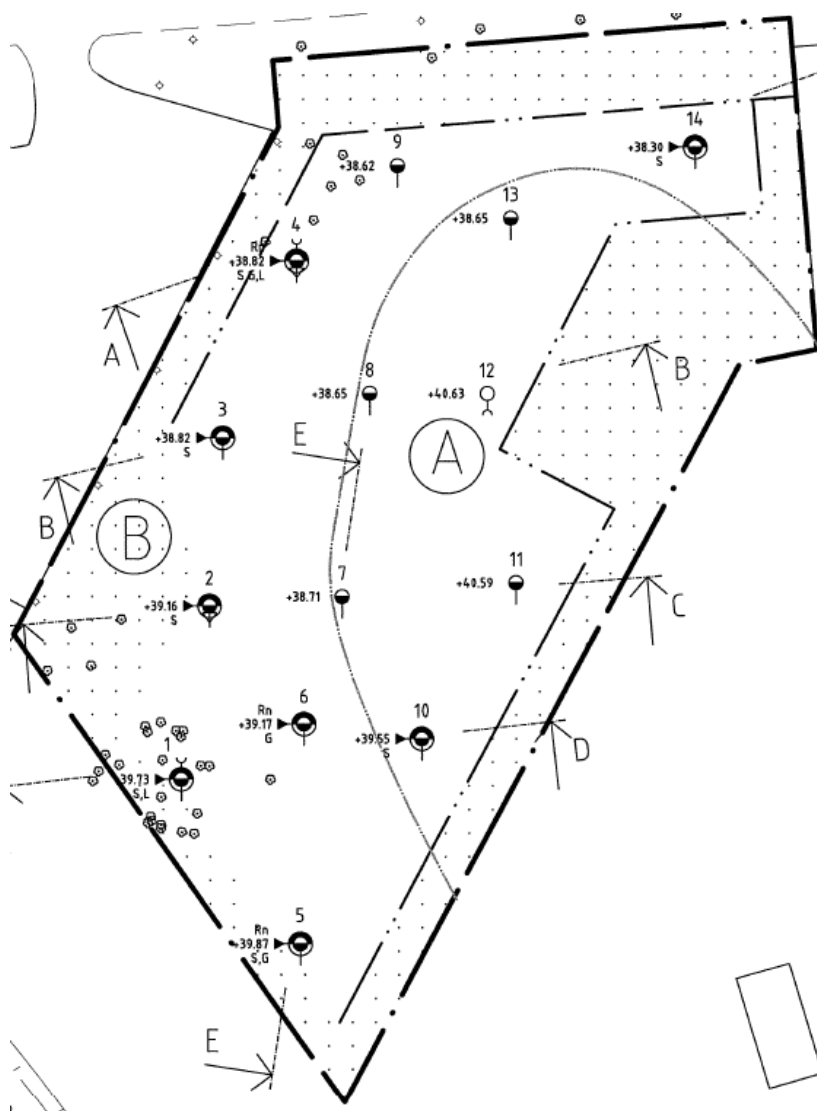 14
+38.30
S
9
+38.62
13
+38.65
4
Rn
+38.82
S,G,L
A
8
+38.65
12
+40.63
B
3
+38.82
S
E
A
B
B
2
+39.16
S
7
+38.71
11
+40.59
C
6
Rn
+39.17
G
10
+39.55
S
D
1
39.73
S,L
5
Rn
+39.87
S,G
E